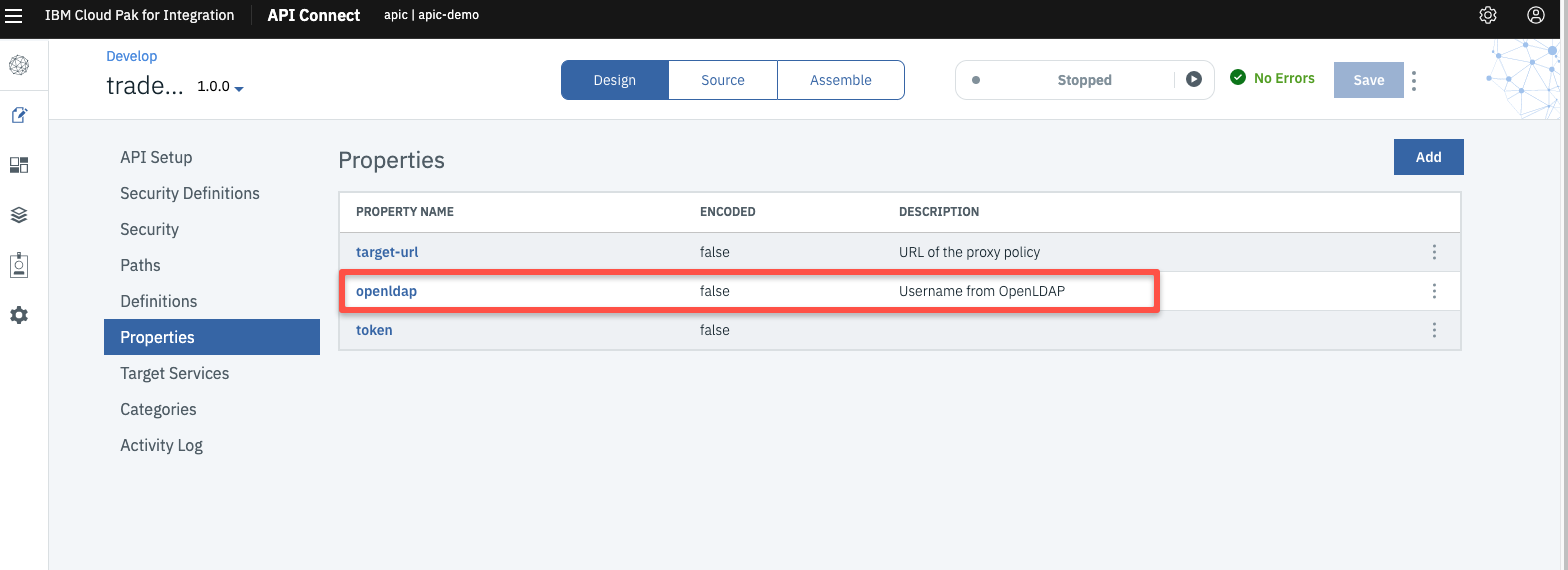 IBM Cloud Pak for Integration API Connect apic | apic-demo
Develop
trade... 1.0.0
Design Source Assemble
Stopped
No Errors
Save
API Setup
Security Definitions
Security
Paths
Definitions
Properties
Target Services
Categories
Activity Log
Properties
Add
PROPERTY NAME ENCODED DESCRIPTION
target-url false URL of the proxy policy
openldap false Username from OpenLDAP
token false